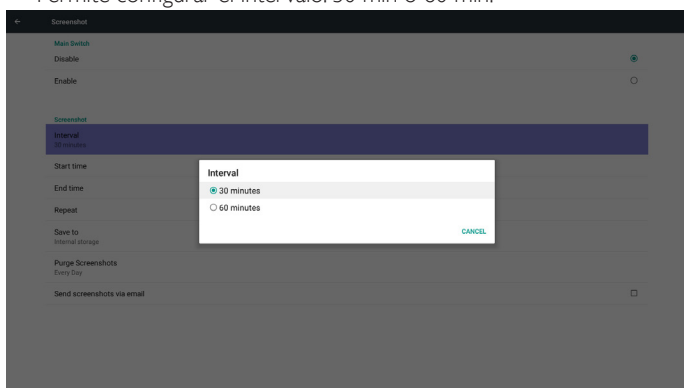 Permite configurar el intervalo: 30 min o 60 min.
Screenshot
Main Switch
Disable
Enable
Screenshot
Interval
30 minutes
Start time
End time
Repeat
Save to
Internal storage
Purge Screenshots
Every Day
Send screenshots via email
Interval
30 minutes
60 minutes
CANCEL